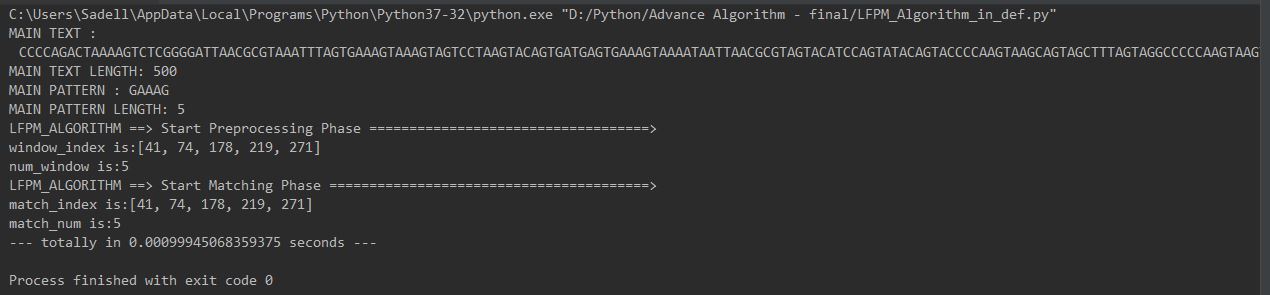 C:\Users\Sadell\AppData\Local\Programs\Python\Python37-32\python.exe "D:/Python/Advance Algorithm - final/LFPM_Algorithm_in_def.py"
MAIN TEXT :
CCCCAGACTAAAAGTCTCGGGGATTAACGCGTAAATTTAGTGAAAGTAAAGTAGTCCTAAGTACAGTGATGAGTGAAAGTAAAATAATTAACGCGTAGTACATCCAGTATACAGTACCCCAAGTAAGCAGTAGCTTTAGTAGGCCCCCAAGTAAG
MAIN TEXT LENGTH: 500
MAIN PATTERN : GAAAG
MAIN PATTERN LENGTH: 5
LFPM_ALGORITHM ==> Start Preprocessing Phase ===================================>
window_index is:[41, 74, 178, 219, 271]
num_window is:5
LFPM_ALGORITHM ==> Start Matching Phase ========================================>
match_index is:[41, 74, 178, 219, 271]
match_num is:5
--- totally in 0.00099945068359375 seconds ---
Process finished with exit code 0